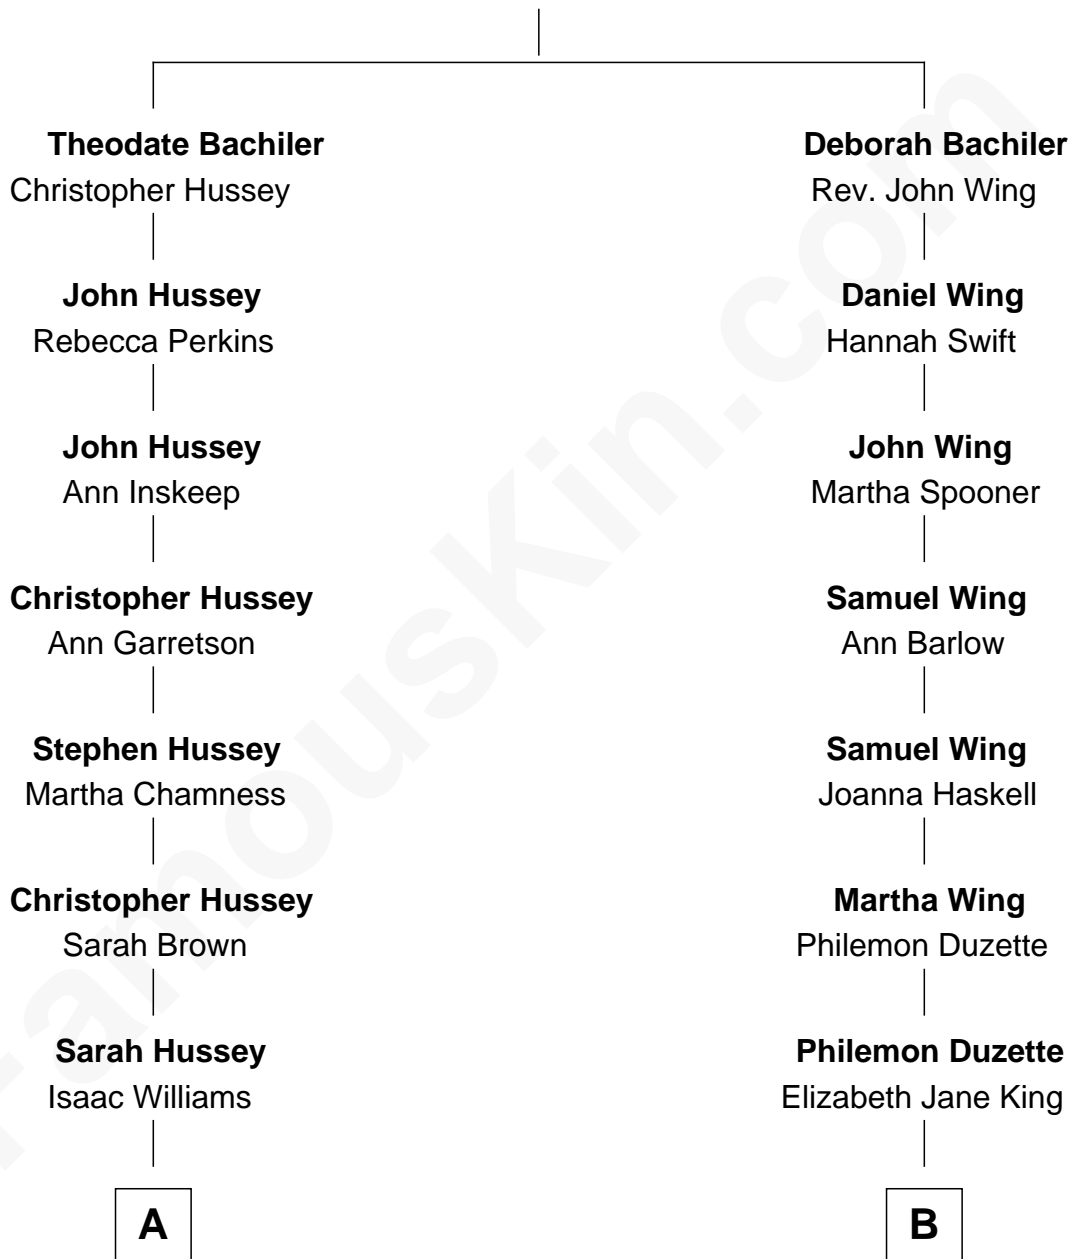 Theodate Bachiler
Christopher Hussey
John Hussey
Rebecca Perkins
John Hussey
Ann Inskeep
Christopher Hussey
Ann Garretson
Stephen Hussey
Martha Chamness
Christopher Hussey
Sarah Brown
Sarah Hussey
Isaac Williams
A
Deborah Bachiler
Rev. John Wing
Daniel Wing
Hannah Swift
John Wing
Martha Spooner
Samuel Wing
Ann Barlow
Samuel Wing
Joanna Haskell
Martha Wing
Philemon Duzette
Philemon Duzette
Elizabeth Jane King
B
FamousKin.com